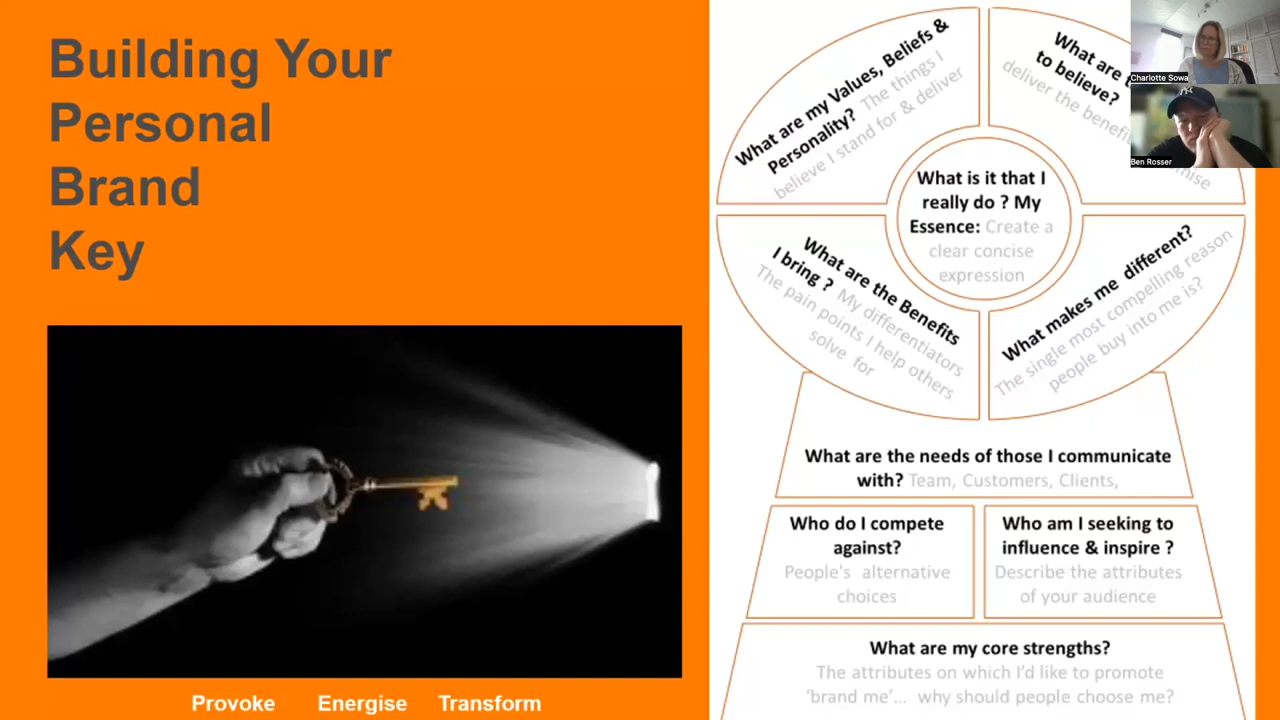 Building Your
Personal
Brand
Key
Provoke Energise Transform
What are my Values, Beliefs &
Personality? The things I
believe I stand for & deliver
What are
to believe?
deliver the
Charlotte Sowa
Ben Rosser
What is it that I
really do ? My
Essence: Create a
clear concise
expression
What are the Benefits
I bring ? My differentiators
The pain points I help others
solve for
What makes me different?
The single most compelling reason
people buy into me is?
What are the needs of those I communicate
with? Team, Customers, Clients,
Who do I compete
against?
People's alternative
choices
Who am I seeking to
influence & inspire ?
Describe the attributes
of your audience
What are my core strengths?
The attributes on which I'd like to promote
'brand me'... why should people choose me?